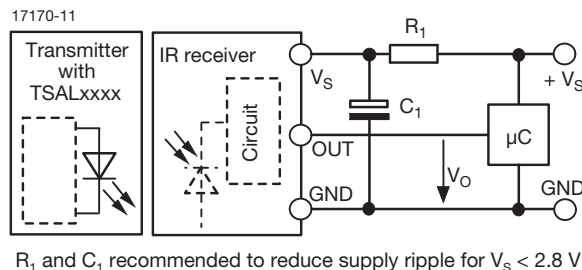 17170-11
Transmitter
with
TSALxxxx
IR receiver
Circuit
V_S
OUT
GND
C_1
R_1
V_O
µC
+ V_S
GND
R_1 and C_1 recommended to reduce supply ripple for V_S < 2.8 V